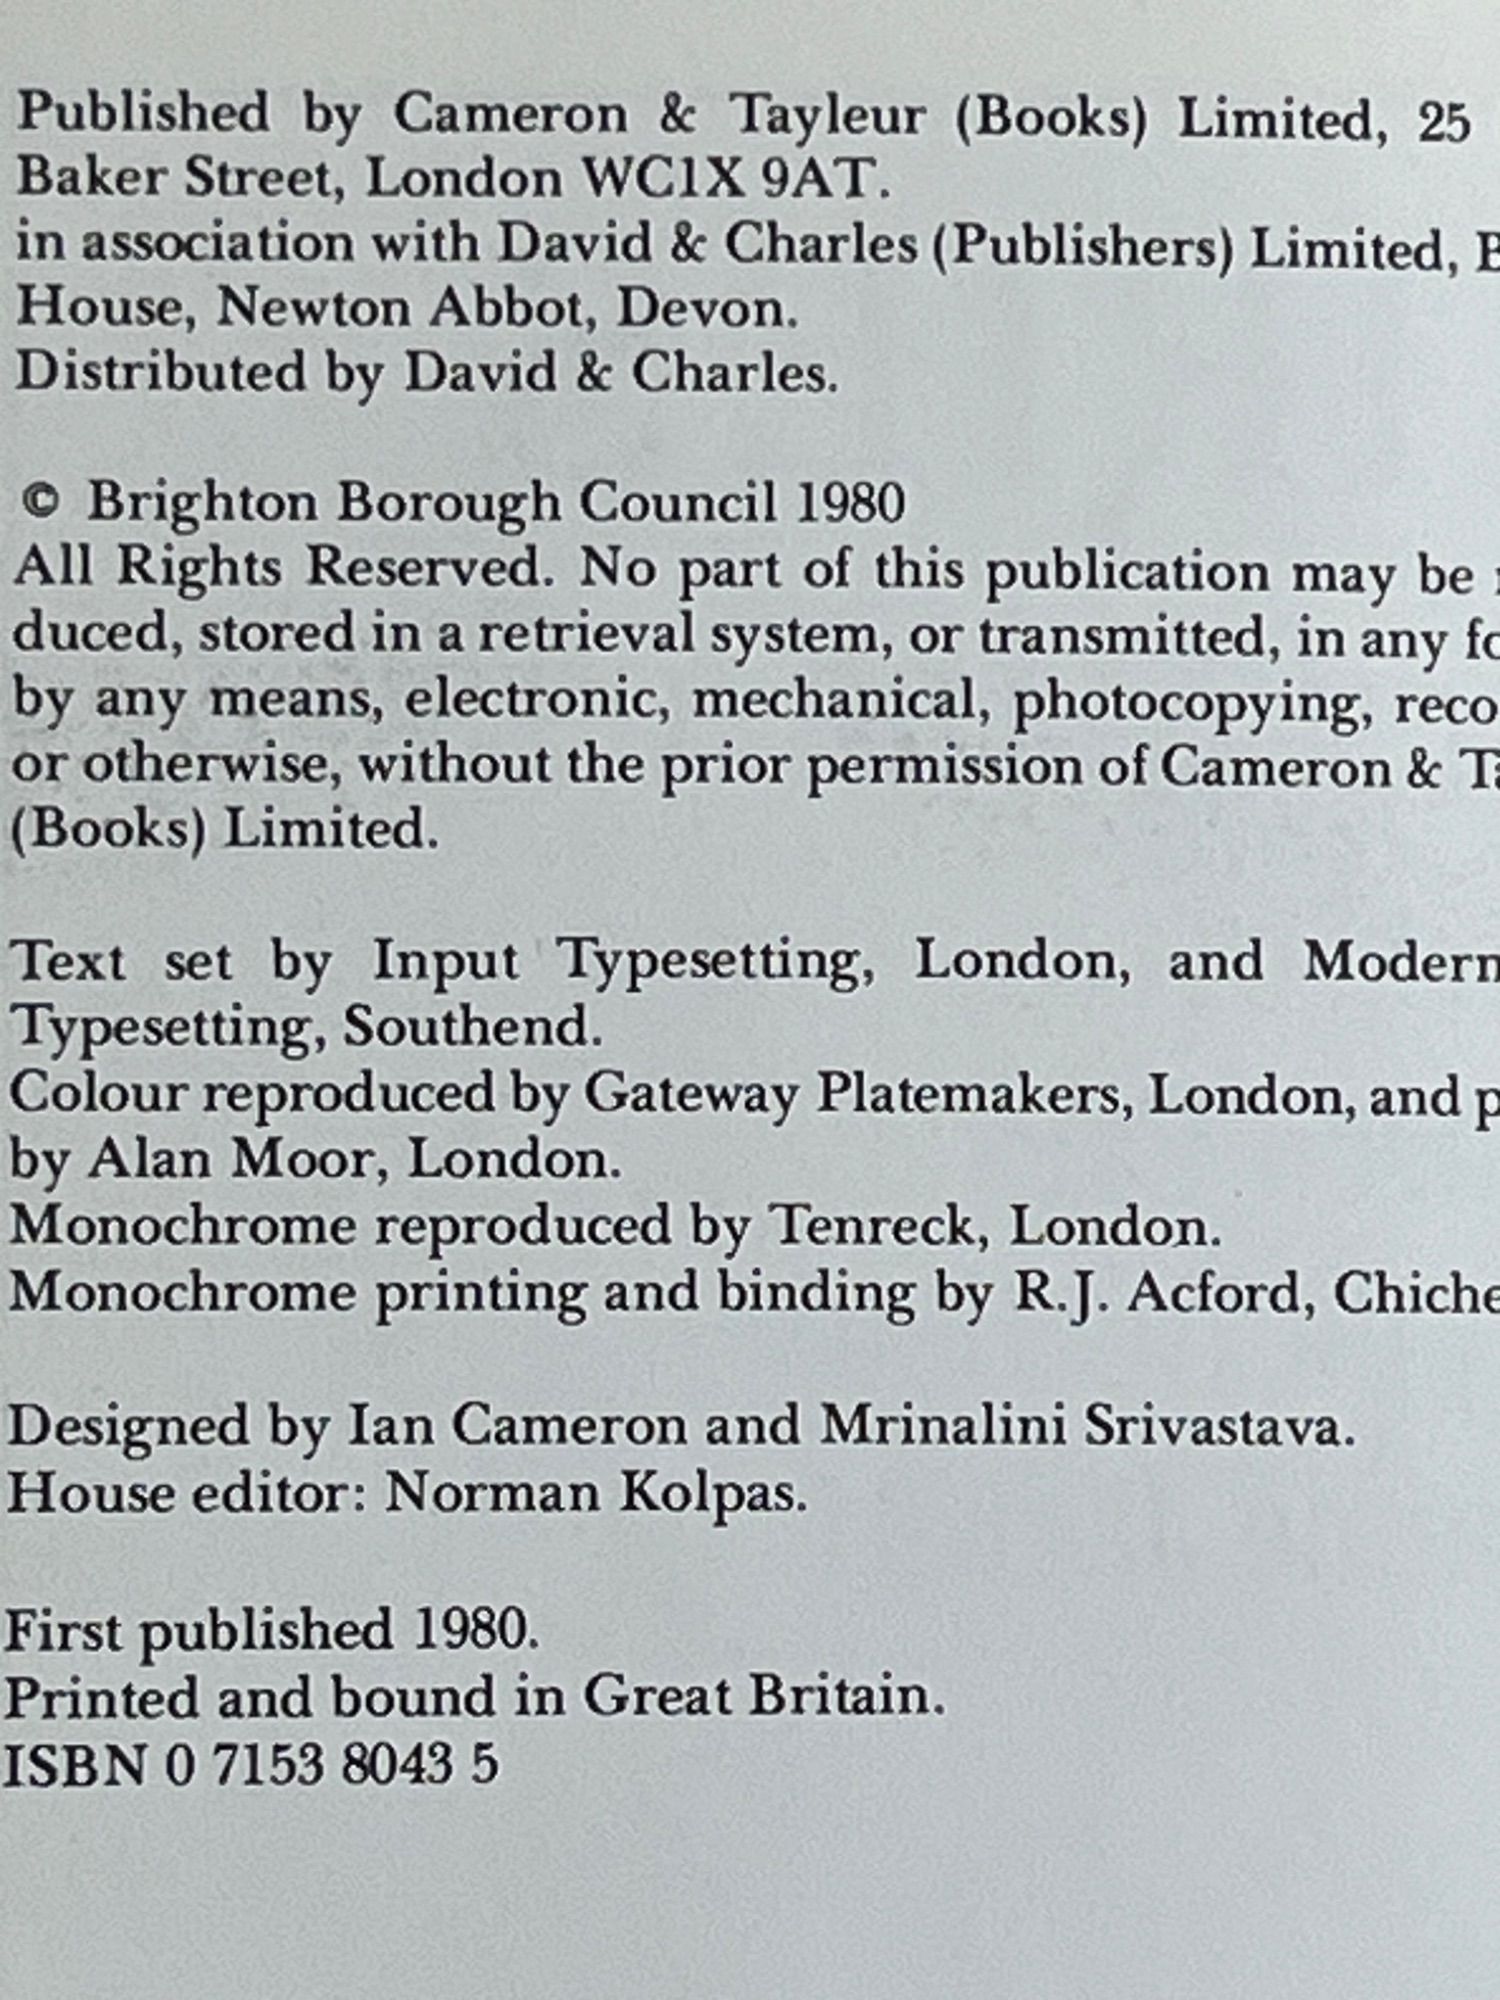 Published by Cameron & Tayleur (Books) Limited, 25
Baker Street, London WC1X 9AT.
in association with David & Charles (Publishers) Limited,
House, Newton Abbot, Devon.
Distributed by David & Charles.
© Brighton Borough Council 1980
All Rights Reserved. No part of this publication may be
duced, stored in a retrieval system, or transmitted, in any
by any means, electronic, mechanical, photocopying,
or otherwise, without the prior permission of Cameron &
(Books) Limited.
Text set by Input Typesetting, London, and Modern
Typesetting, Southend.
Colour reproduced by Gateway Platemakers, London, and
by Alan Moor, London.
Monochrome reproduced by Tenreck, London.
Monochrome printing and binding by R.J. Acford,
Designed by Ian Cameron and Mrinalini Srivastava.
House editor: Norman Kolpas.
First published 1980.
Printed and bound in Great Britain.
ISBN 0 7153 8043 5